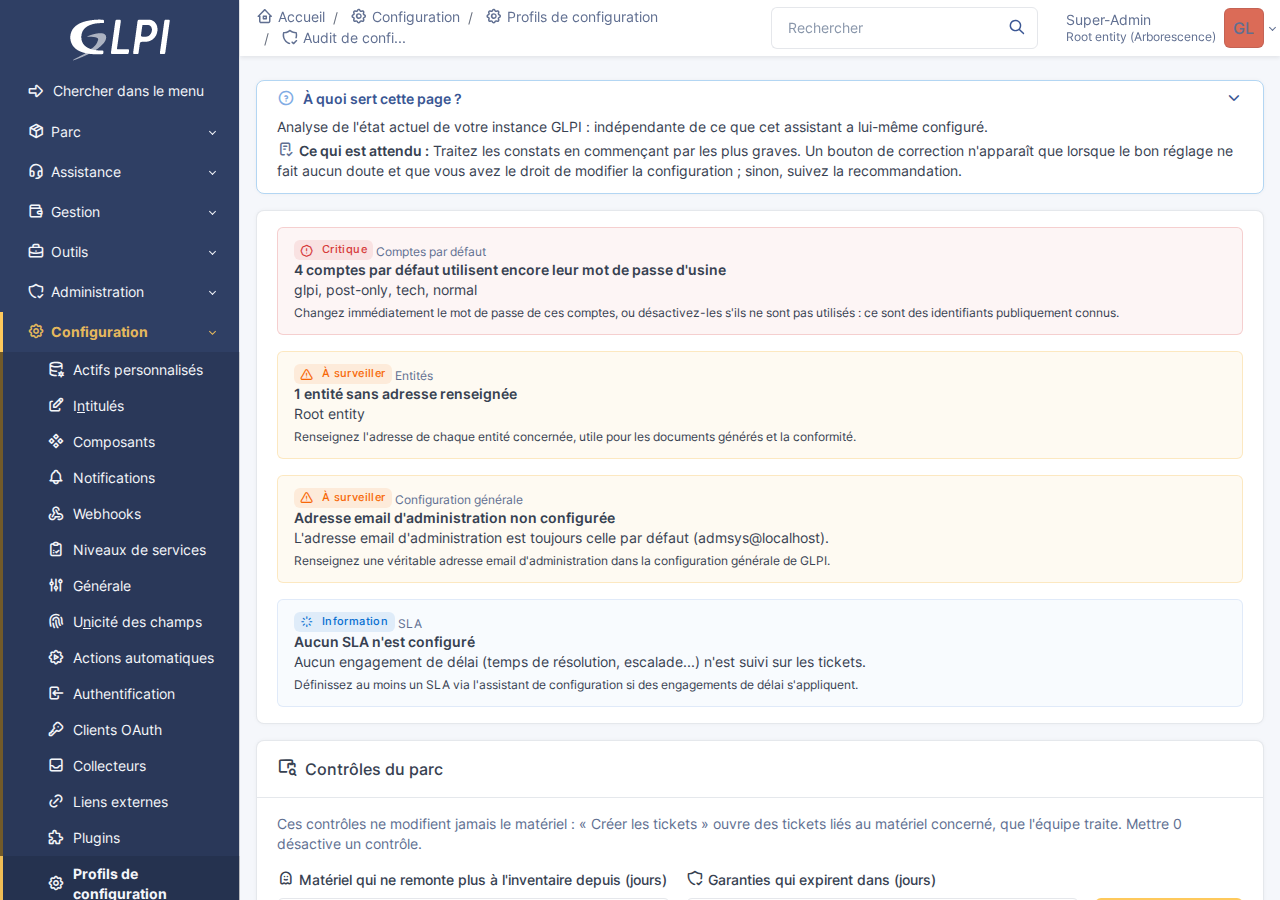 GLPI
Chercher dans le menu
Parc
Assistance
Gestion
Outils
Administration
Configuration
Actifs personnalisés
Intitulés
Composants
Notifications
Webhooks
Niveaux de services
Générale
Unicité des champs
Actions automatiques
Authentification
Clients OAuth
Collecteurs
Liens externes
Plugins
Profils de
configuration
Accueil / Configuration / Profils de configuration
/ Audit de confi...
Rechercher
Super-Admin
Root entity (Arborescence)
GL
À quoi sert cette page ?
Analyse de l'état actuel de votre instance GLPI : indépendante de ce que cet assistant a lui-même configuré.
Ce qui est attendu : Traitez les constats en commençant par les plus graves. Un bouton de correction n'apparaît que lorsque le bon réglage ne
fait aucun doute et que vous avez le droit de modifier la configuration ; sinon, suivez la recommandation.
Critique Comptes par défaut
4 comptes par défaut utilisent encore leur mot de passe d'usine
glpi, post-only, tech, normal
Changez immédiatement le mot de passe de ces comptes, ou désactivez-les s'ils ne sont pas utilisés : ce sont des identifiants publiquement connus.
À surveiller Entités
1 entité sans adresse renseignée
Root entity
Renseignez l'adresse de chaque entité concernée, utile pour les documents générés et la conformité.
À surveiller Configuration générale
Adresse email d'administration non configurée
L'adresse email d'administration est toujours celle par défaut (admsys@localhost).
Renseignez une véritable adresse email d'administration dans la configuration générale de GLPI.
Information SLA
Aucun SLA n'est configuré
Aucun engagement de délai (temps de résolution, escalade...) n'est suivi sur les tickets.
Définissez au moins un SLA via l'assistant de configuration si des engagements de délai s'appliquent.
Contrôles du parc
Ces contrôles ne modifient jamais le matériel : « Créer les tickets » ouvre des tickets liés au matériel concerné, que l'équipe traite. Mettre 0
désactive un contrôle.
Matériel qui ne remonte plus à l'inventaire depuis (jours)
Garanties qui expirent dans (jours)